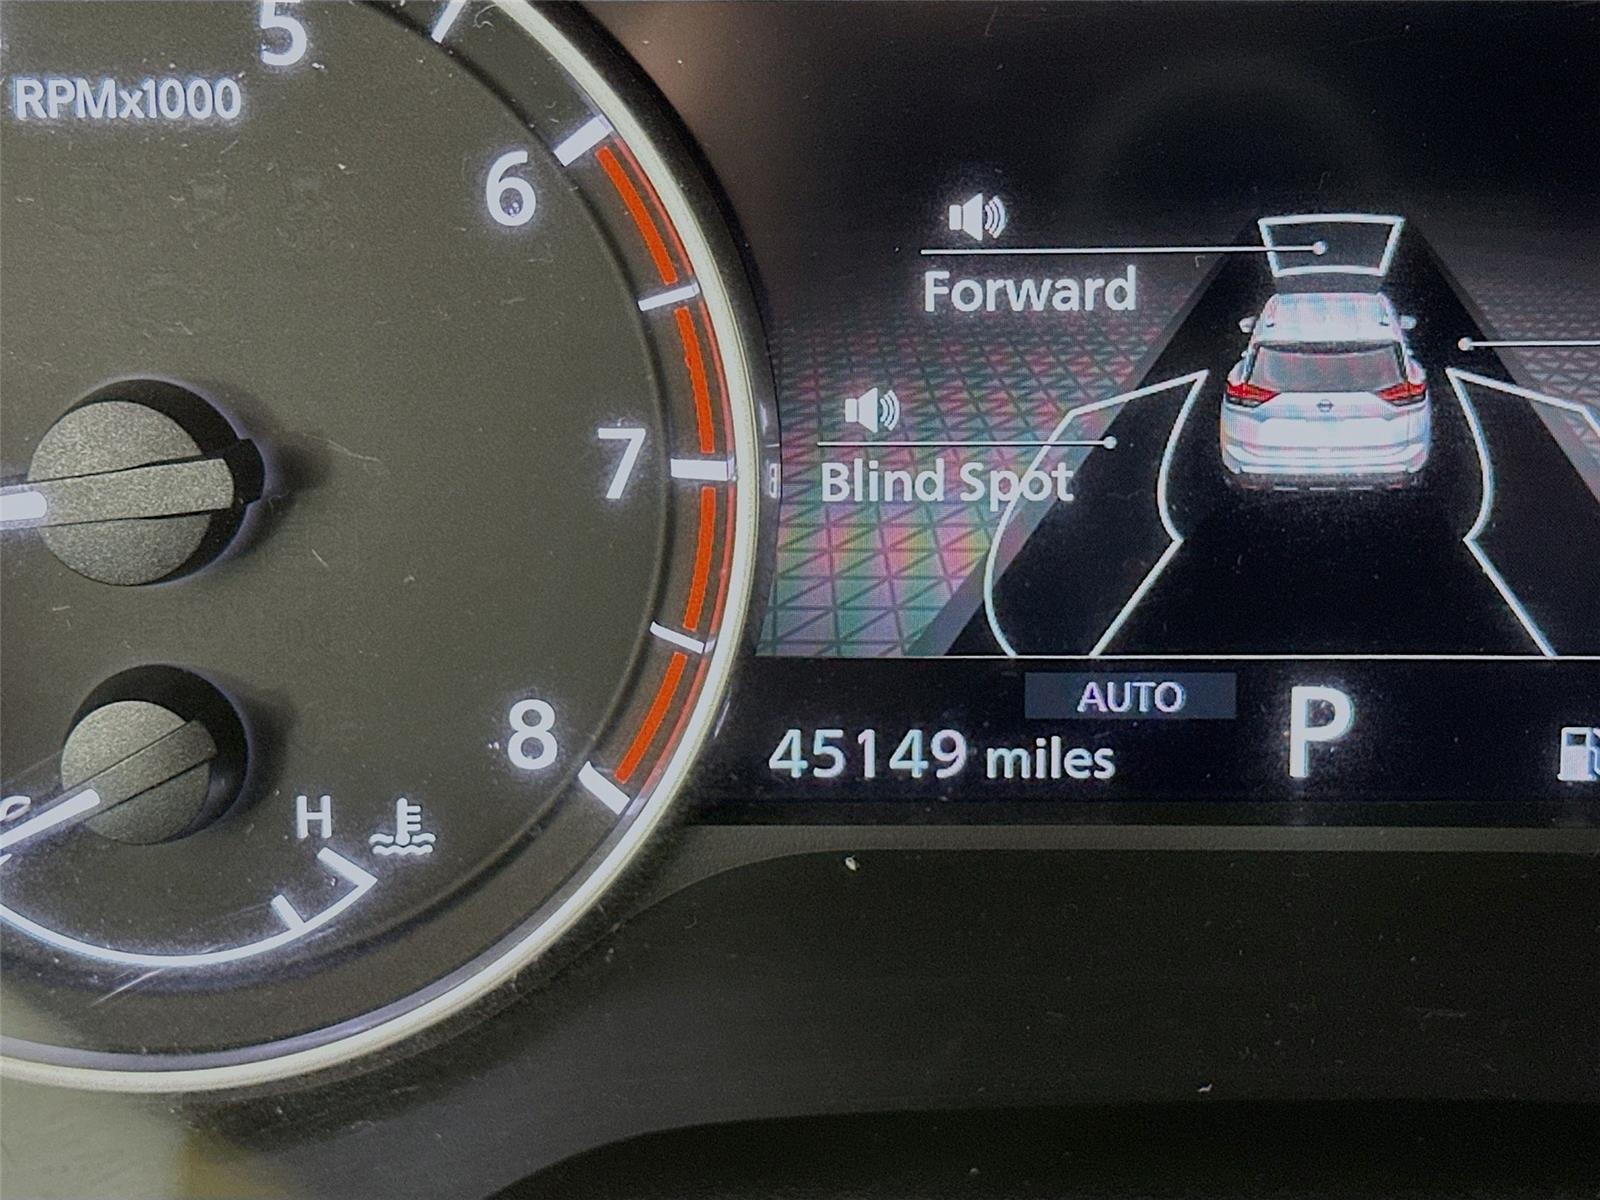 5
RPMx1000
6
7
8
H
Forward
Blind Spot
AUTO
45149 miles
P